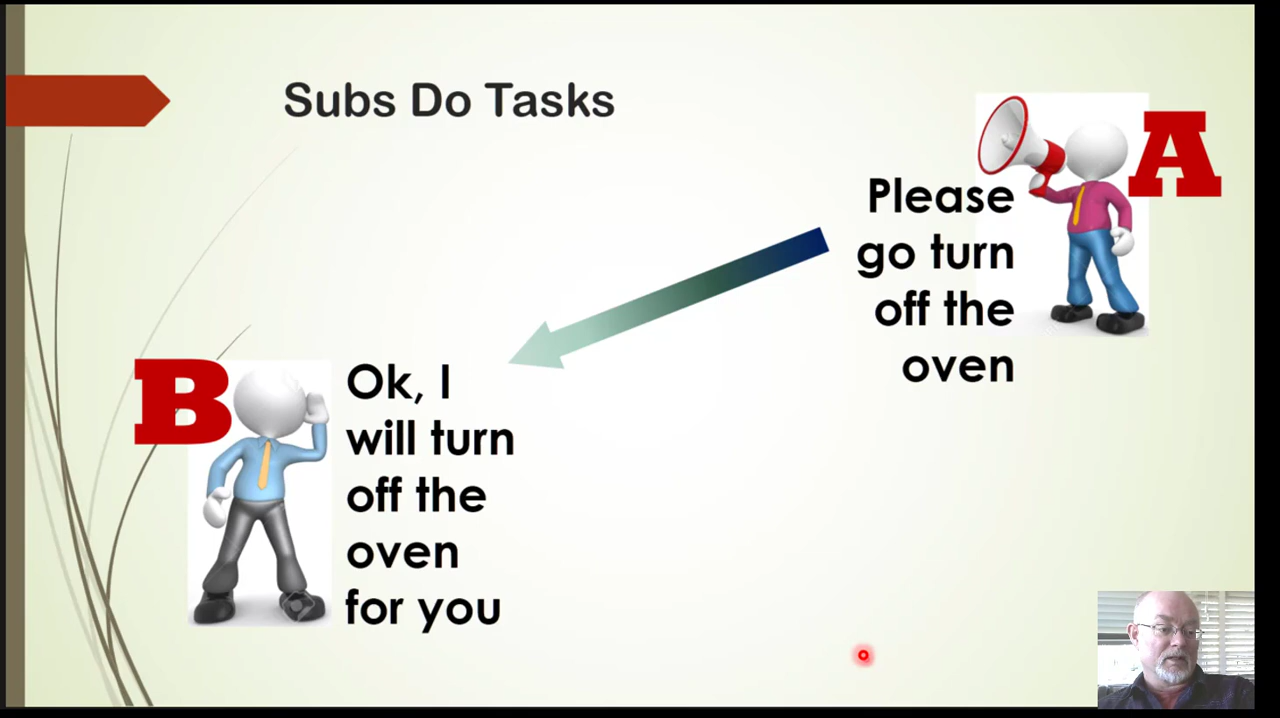 Subs Do Tasks
A
Please
go turn
off the
oven
B
Ok, I
will turn
off the
oven
for you